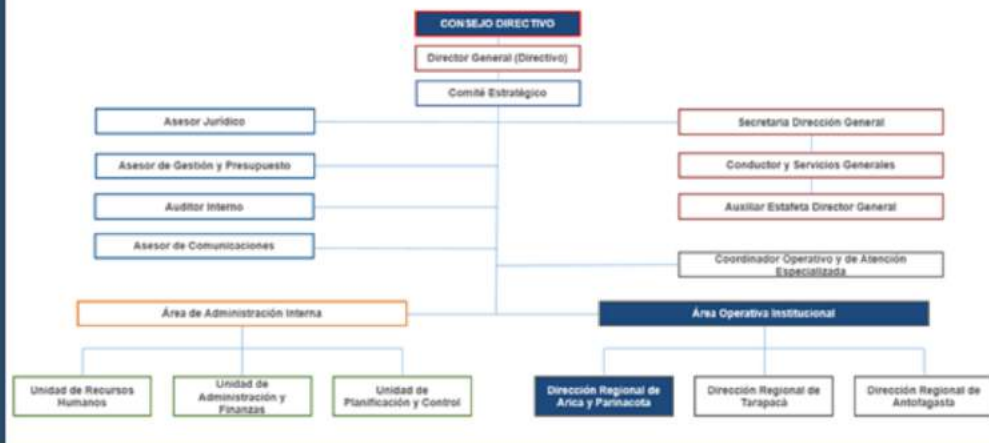 CONSEJO DIRECTIVO
Director General (Directivo)
Comité Estratégico
Asesor Jurídico
Secretaria Dirección General
Asesor de Gestión y Presupuesto
Conductor y Servicios Generales
Auditor Interno
Auxiliar Estafeta Director General
Asesor de Comunicaciones
Coordinador Operativo y de Atención
Especializada
Área de Administración Interna
Área Operativa Institucional
Unidad de Recursos
Humanos
Unidad de
Administración y
Finanzas
Unidad de
Planificación y Control
Dirección Regional de
Arica y Parinacota
Dirección Regional de
Tarapacá
Dirección Regional de
Antofagasta